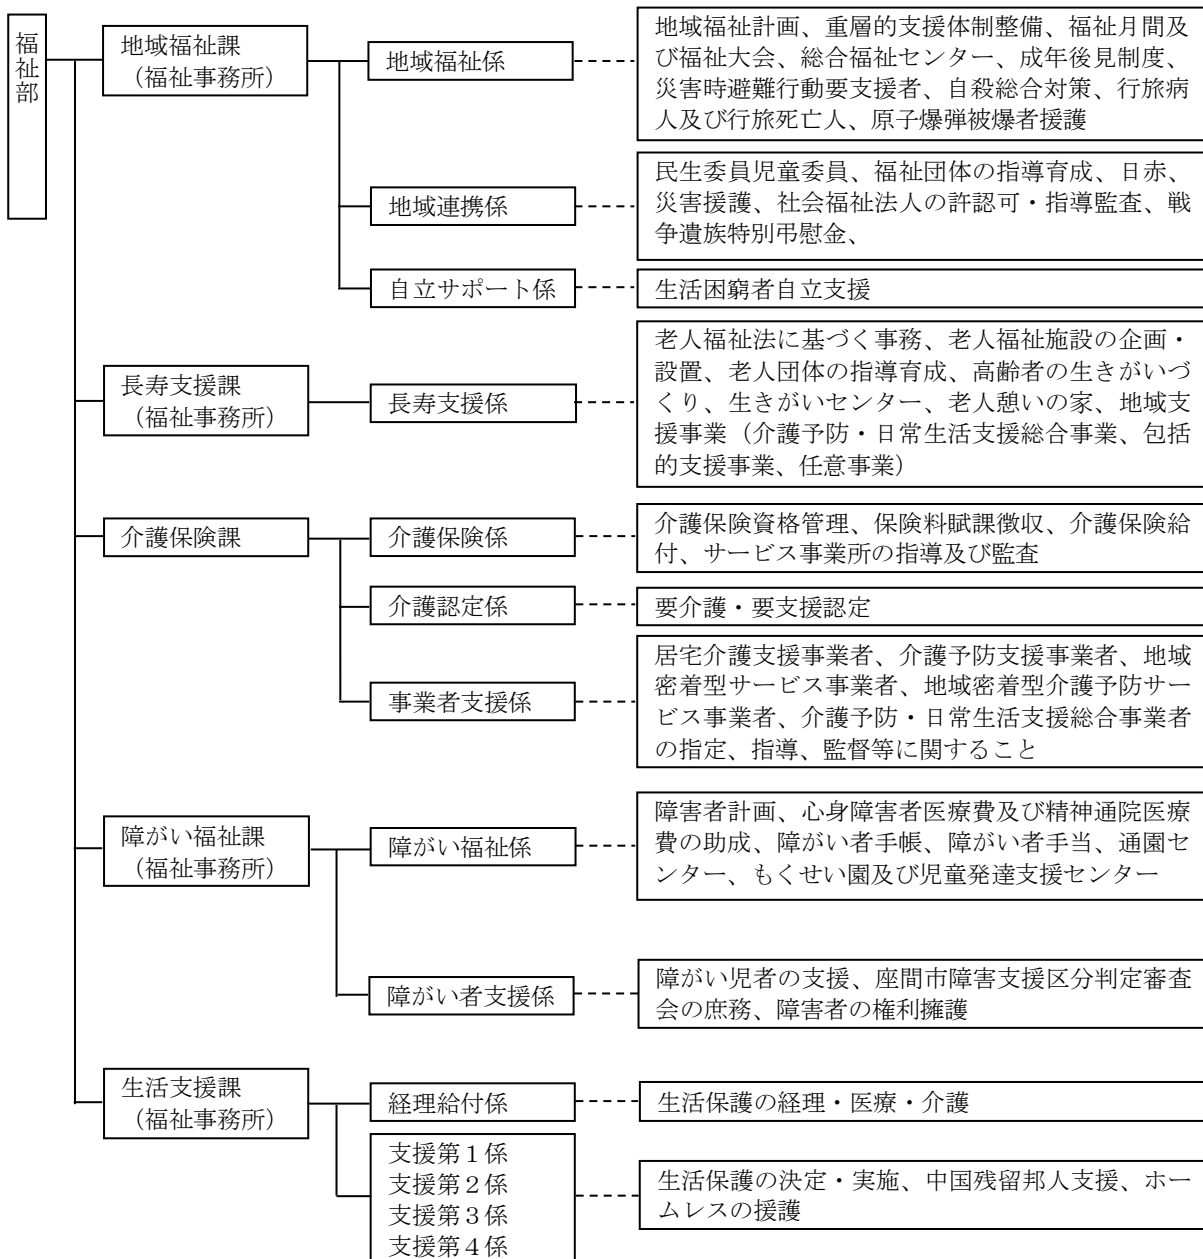 福祉部
地域福祉課
（福祉事務所）
地域福祉係
地域福祉計画、重層的支援体制整備、福祉月間及
び福祉大会、総合福祉センター、成年後見制度、
災害時避難行動要支援者、自殺総合対策、行旅病
人及び行旅死亡人、原子爆弾被爆者援護
地域連携係
民生委員児童委員、福祉団体の指導育成、日赤、
災害援護、社会福祉法人の許認可・指導監査、戦
争遺族特別弔慰金、
自立サポート係
生活困窮者自立支援
長寿支援課
（福祉事務所）
長寿支援係
老人福祉法に基づく事務、老人福祉施設の企画・
設置、老人団体の指導育成、高齢者の生きがいづ
くり、生きがいセンター、老人憩いの家、地域支
援事業（介護予防・日常生活支援総合事業、包括
的支援事業、任意事業）
介護保険課
介護保険係
介護保険資格管理、保険料賦課徴収、介護保険給
付、サービス事業所の指導及び監査
介護認定係
要介護・要支援認定
事業者支援係
居宅介護支援事業者、介護予防支援事業者、地域
密着型サービス事業者、地域密着型介護予防サー
ビス事業者、介護予防・日常生活支援総合事業者
の指定、指導、監督等に関すること
障がい福祉課
（福祉事務所）
障がい福祉係
障害者計画、心身障害者医療費及び精神通院医療
費の助成、障がい者手帳、障がい者手当、通園セ
ンター、もくせい園及び児童発達支援センター
障がい者支援係
障がい児者の支援、座間市障害支援区分判定審査
会の庶務、障害者の権利擁護
生活支援課
（福祉事務所）
経理給付係
生活保護の経理・医療・介護
支援第１係
支援第２係
支援第３係
支援第４係
生活保護の決定・実施、中国残留邦人支援、ホー
ムレスの援護